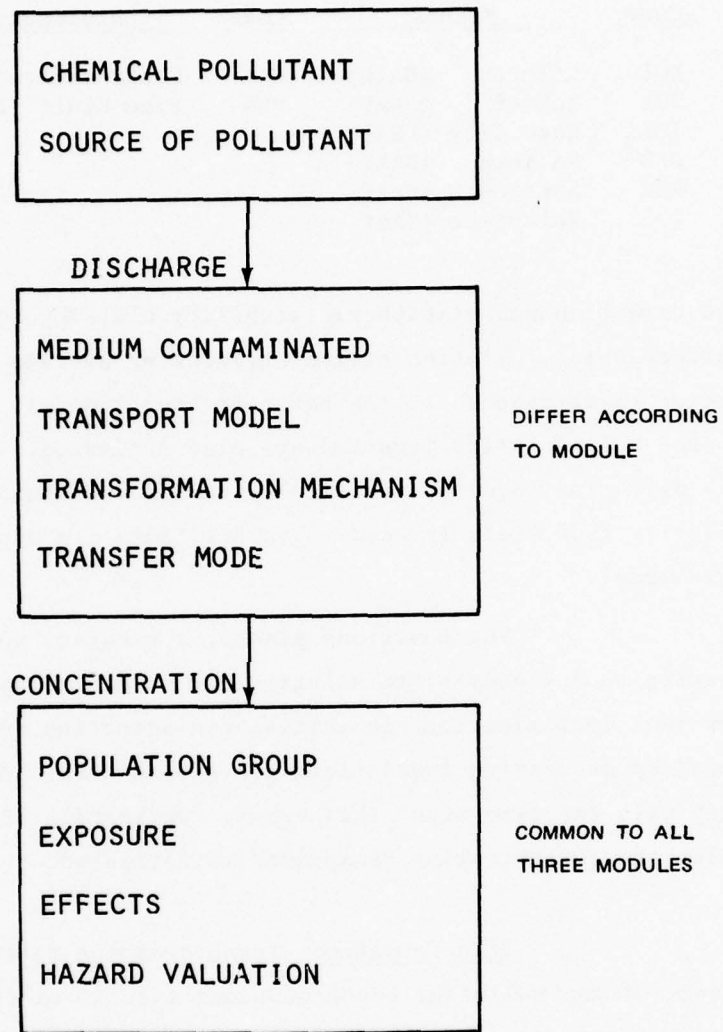 CHEMICAL POLLUTANT
SOURCE OF POLLUTANT
DISCHARGE
MEDIUM CONTAMINATED
TRANSPORT MODEL
TRANSFORMATION MECHANISM
TRANSFER MODE
DIFFER ACCORDING
TO MODULE
CONCENTRATION
POPULATION GROUP
EXPOSURE
EFFECTS
HAZARD VALUATION
COMMON TO ALL
THREE MODULES